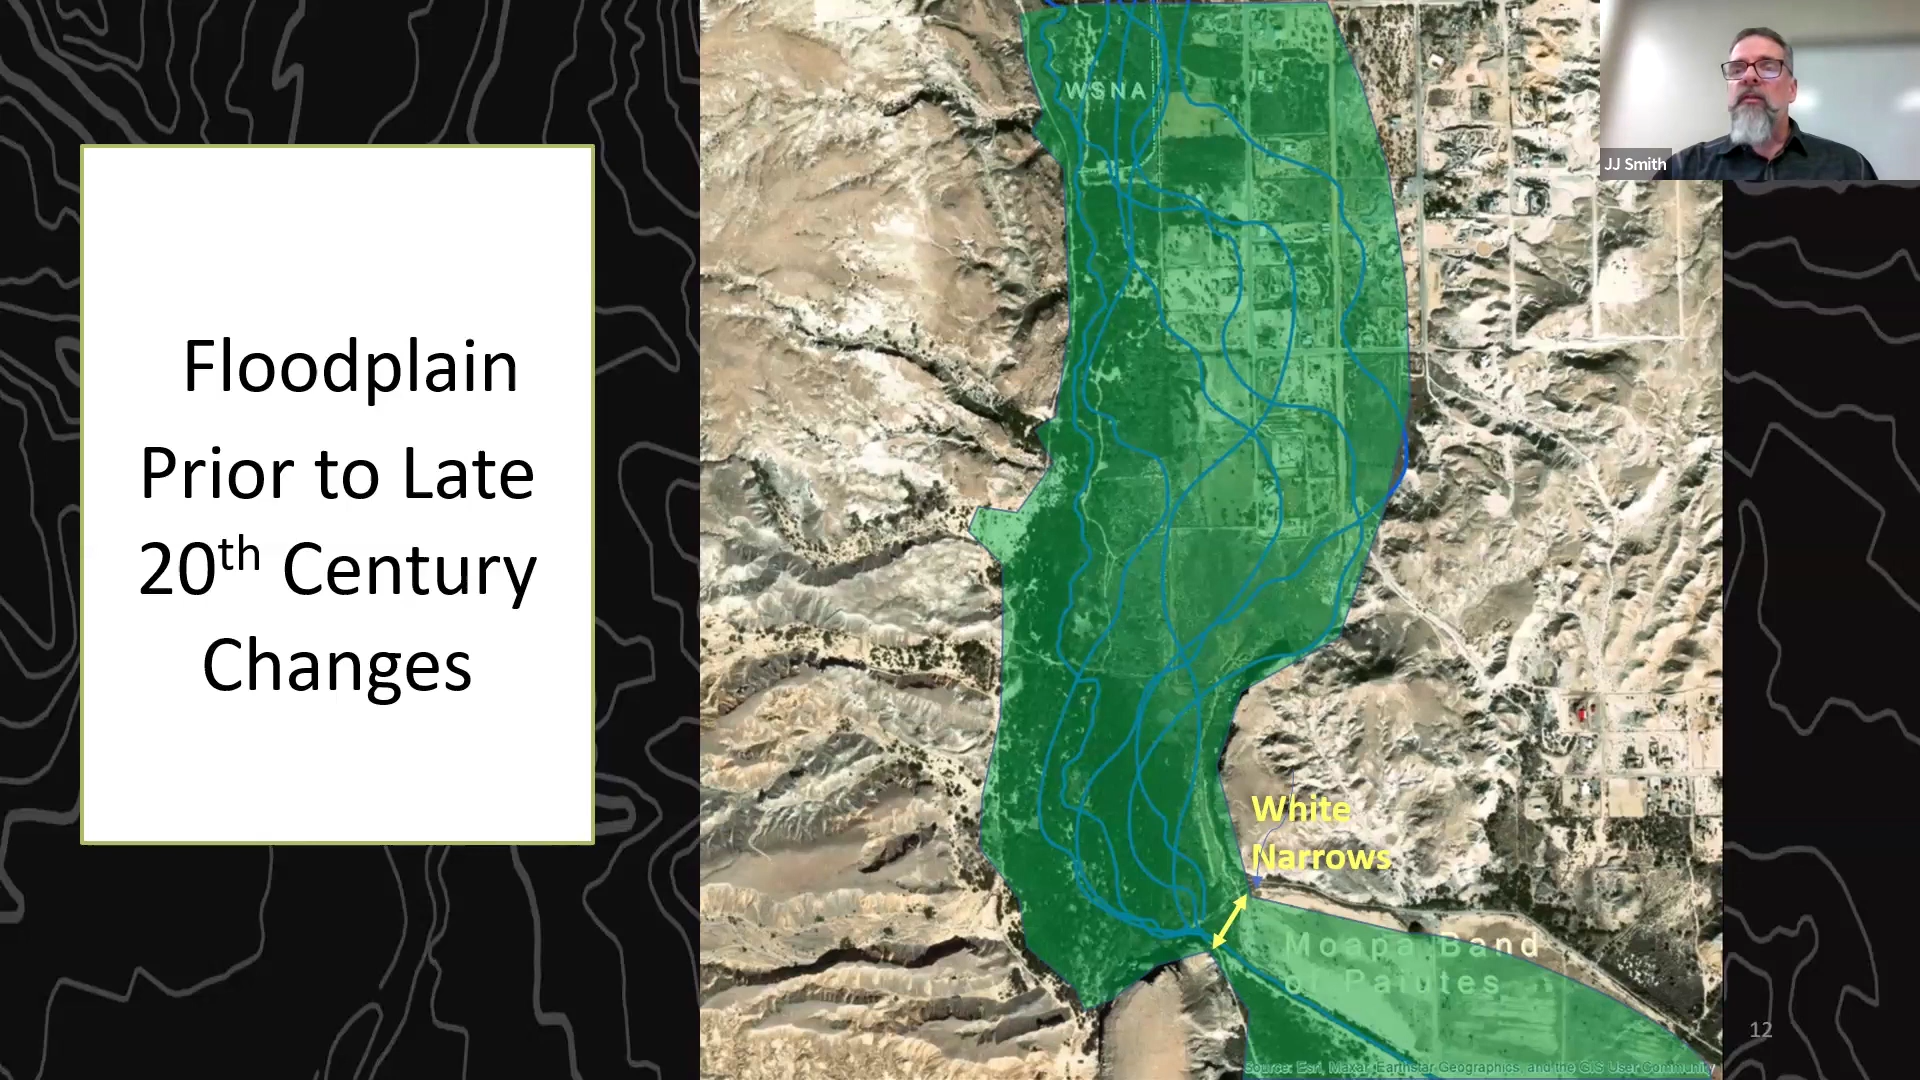 Floodplain
Prior to Late
20th Century
Changes
WSNA
JJ Smith
White
Narrows
Moapa Band
of Paiutes
12
Source: Esri, Maxar, Earthstar Geographics, and the GIS User Community